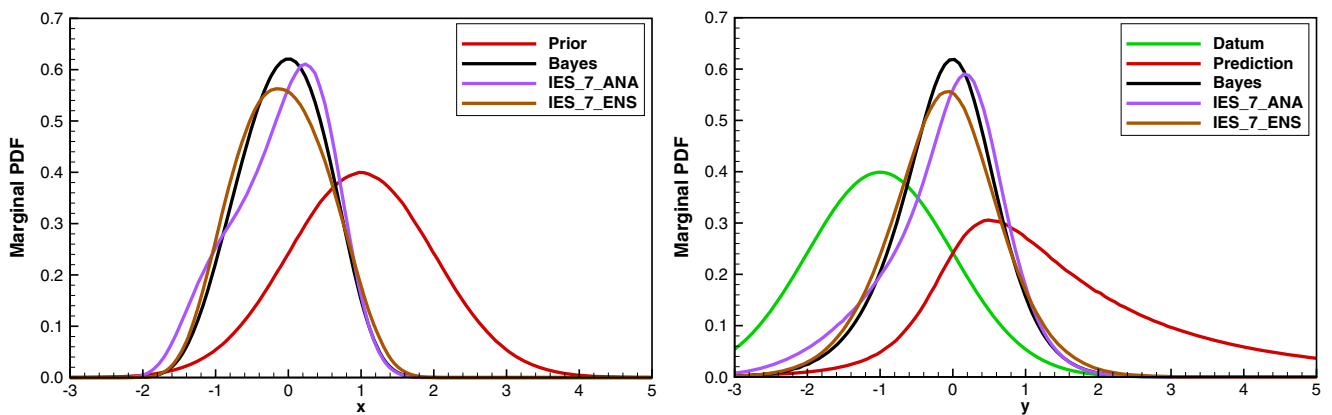 0.7
0.6
0.5
0.4
0.3
0.2
0.1
0.0
Marginal PDF
-3 -2 -1 0 1 2 3 4 5
x
Prior
Bayes
IES_7_ANA
IES_7_ENS
0.7
0.6
0.5
0.4
0.3
0.2
0.1
0.0
Marginal PDF
-3 -2 -1 0 1 2 3 4 5
y
Datum
Prediction
Bayes
IES_7_ANA
IES_7_ENS